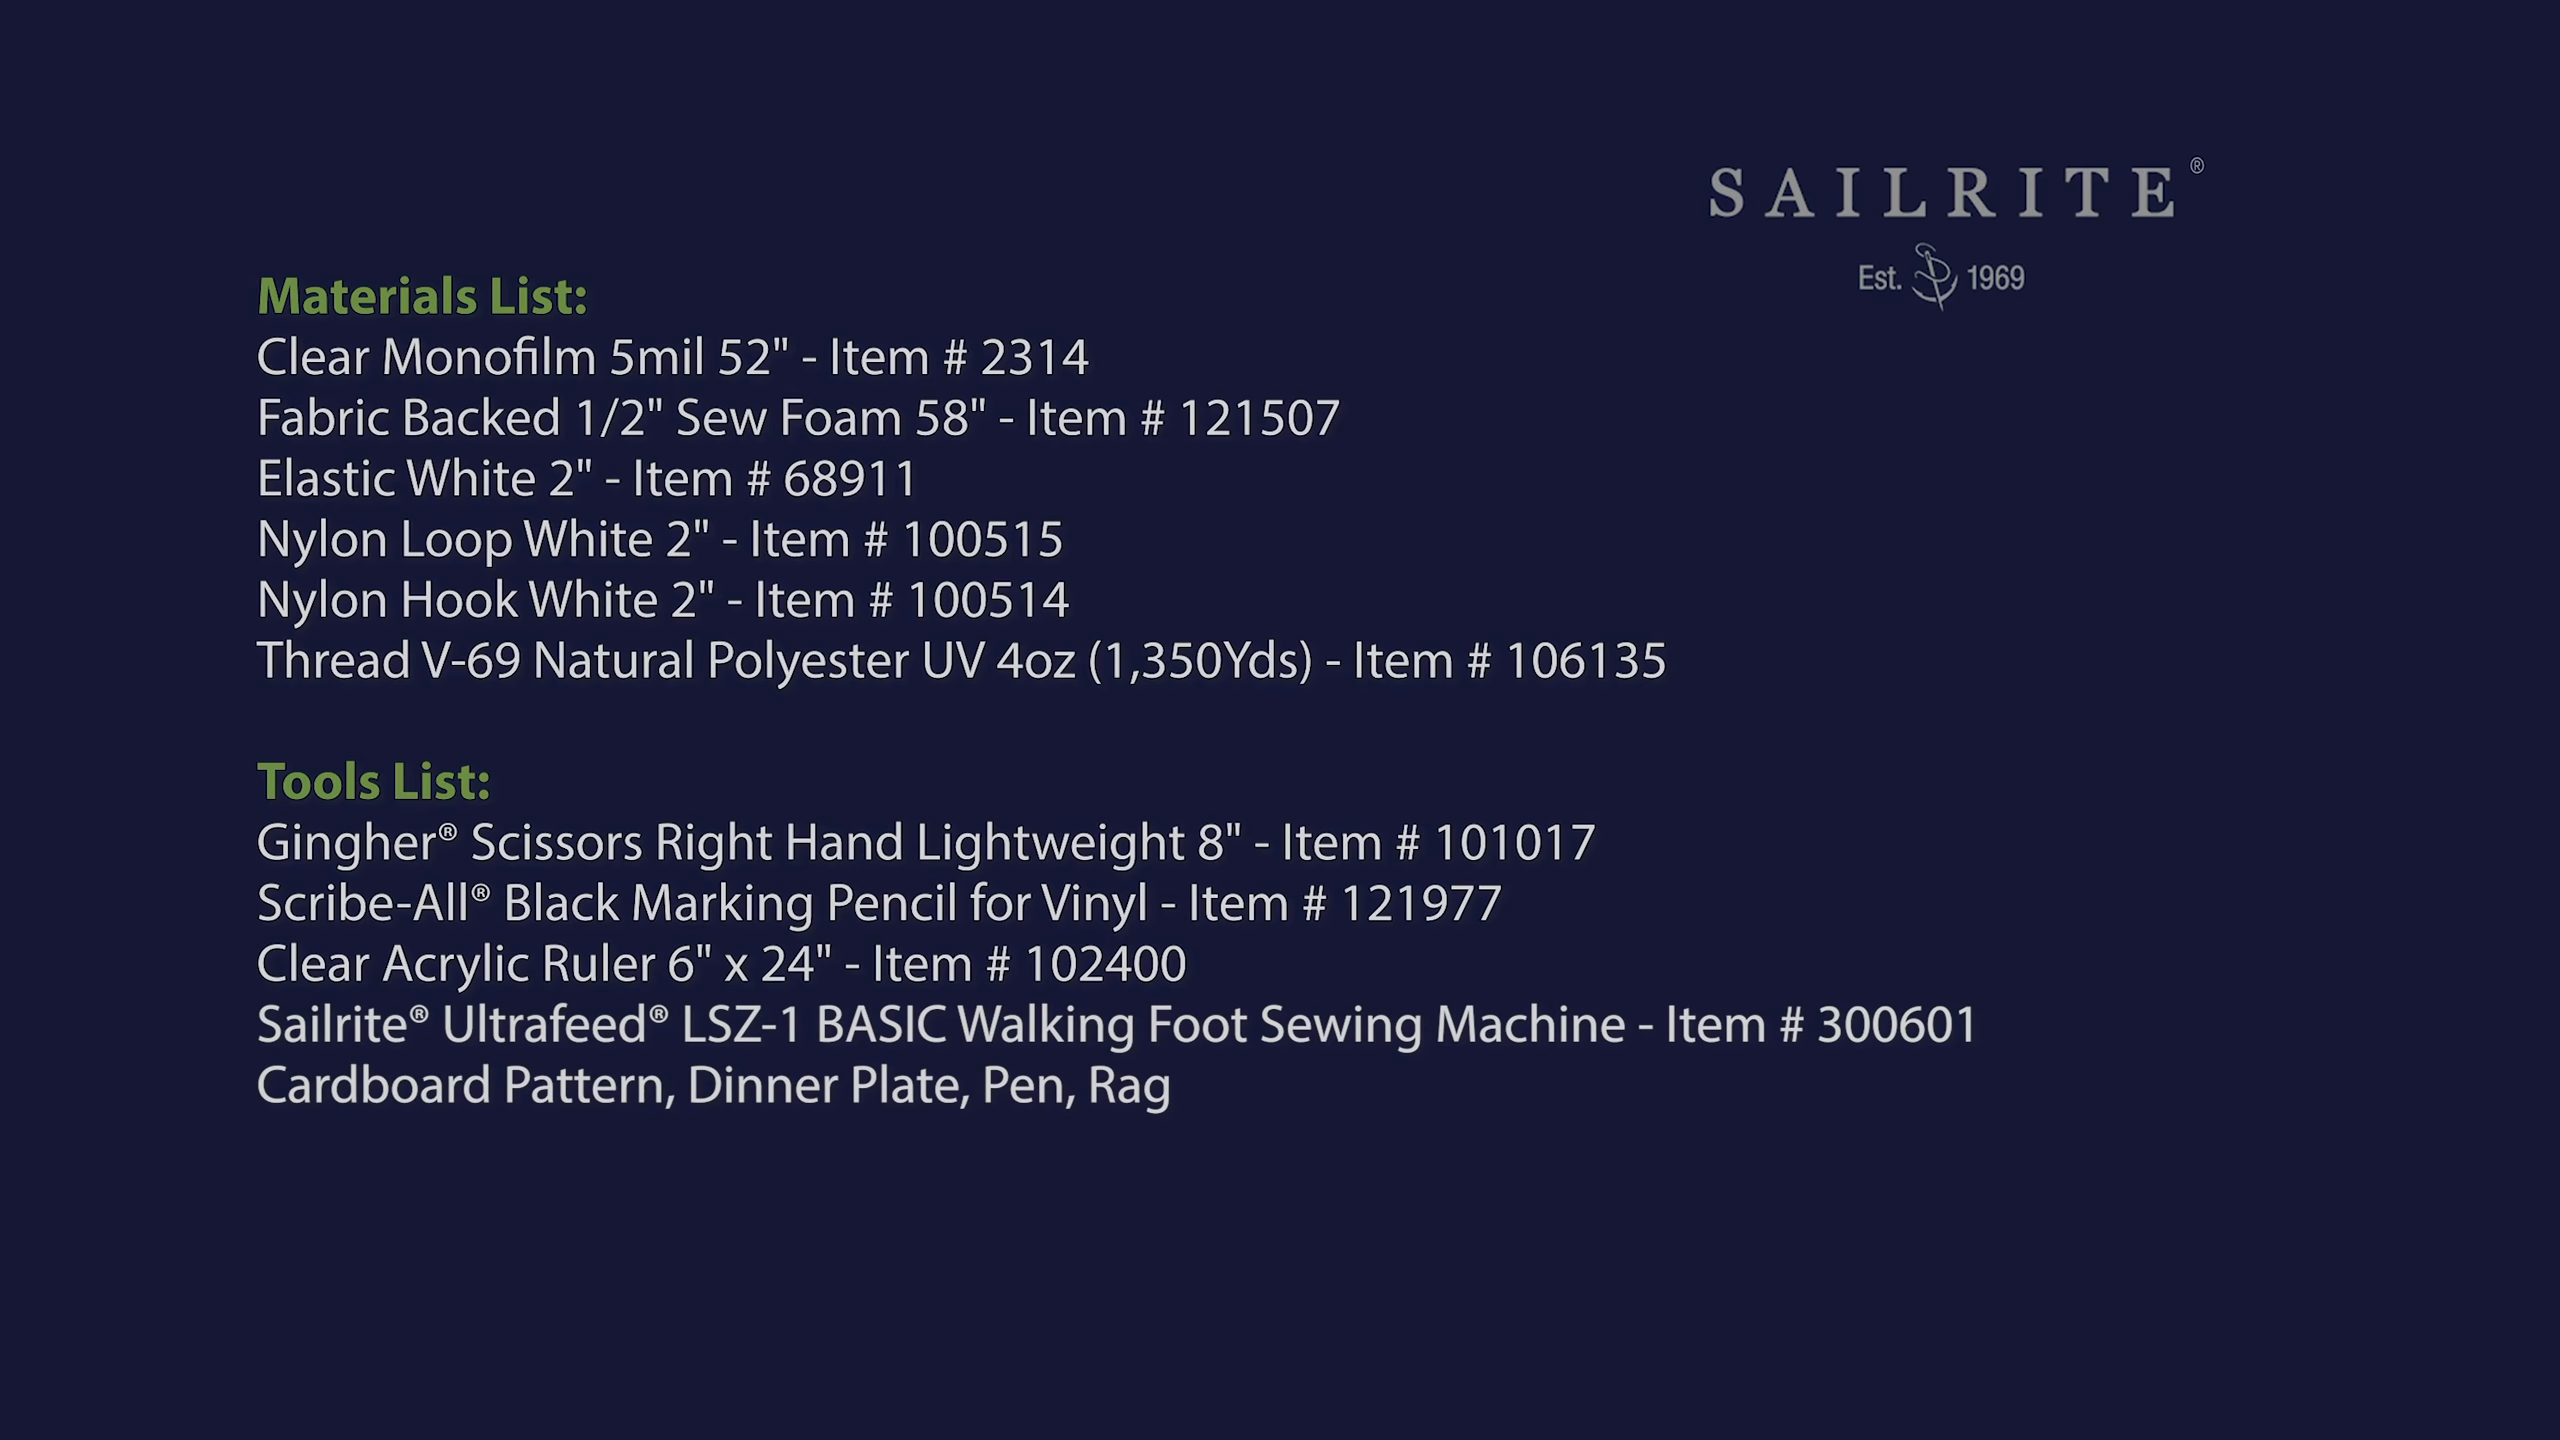 SAILRITE®
Est. 1969
Materials List:
Clear Monofilm 5mil 52" - Item # 2314
Fabric Backed 1/2" Sew Foam 58" - Item # 121507
Elastic White 2" - Item # 68911
Nylon Loop White 2" - Item # 100515
Nylon Hook White 2" - Item # 100514
Thread V-69 Natural Polyester UV 4oz (1,350Yds) - Item # 106135
Tools List:
Gingher® Scissors Right Hand Lightweight 8" - Item # 101017
Scribe-All® Black Marking Pencil for Vinyl - Item # 121977
Clear Acrylic Ruler 6" x 24" - Item # 102400
Sailrite® Ultrafeed® LSZ-1 BASIC Walking Foot Sewing Machine - Item # 300601
Cardboard Pattern, Dinner Plate, Pen, Rag